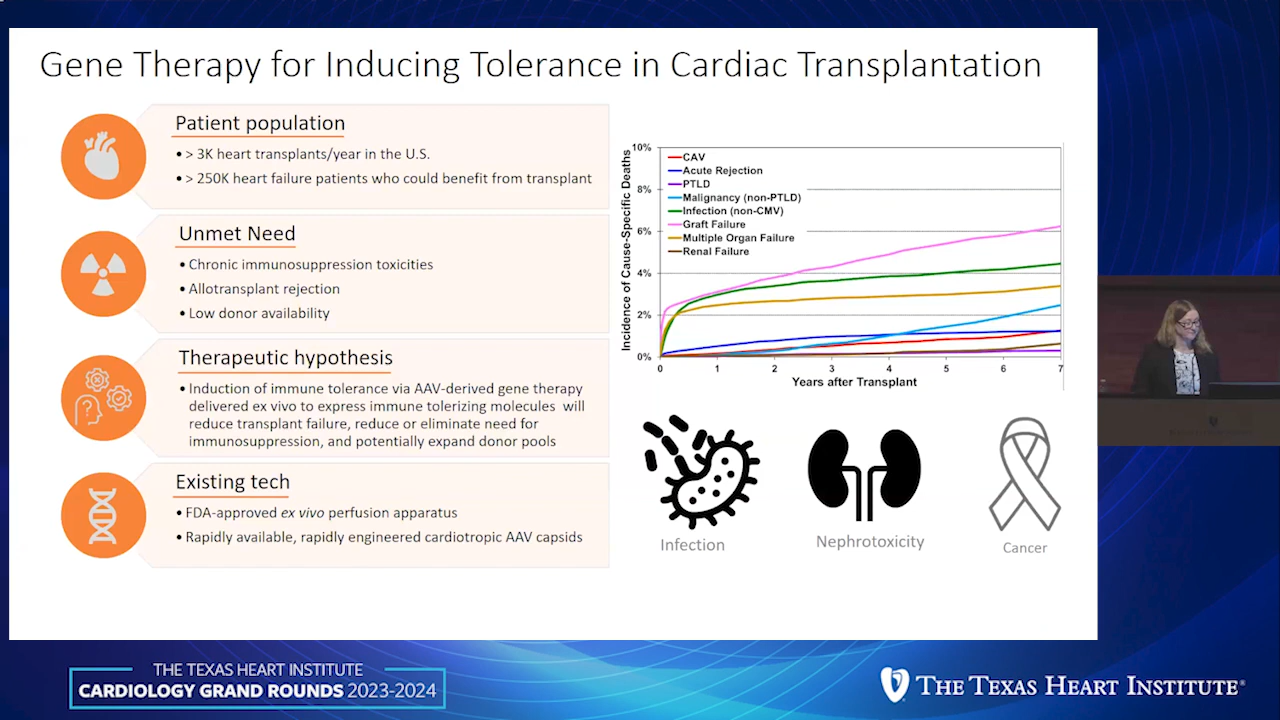 Gene Therapy for Inducing Tolerance in Cardiac Transplantation
Patient population
• > 3K heart transplants/year in the U.S.
• > 250K heart failure patients who could benefit from transplant
Unmet Need
• Chronic immunosuppression toxicities
• Allotransplant rejection
• Low donor availability
Therapeutic hypothesis
• Induction of immune tolerance via AAV-derived gene therapy
delivered ex vivo to express immune tolerizing molecules will
reduce transplant failure, reduce or eliminate need for
immunosuppression, and potentially expand donor pools
Existing tech
• FDA-approved ex vivo perfusion apparatus
• Rapidly available, rapidly engineered cardiotropic AAV capsids
Incidence of Cause-Specific Deaths
10%
8%
6%
4%
2%
0%
CAV
Acute Rejection
PTLD
Malignancy (non-PTLD)
Infection (non-CMV)
Graft Failure
Multiple Organ Failure
Renal Failure
0 1 2 3 4 5 6 7
Years after Transplant
?
Infection
Nephrotoxicity
Cancer
THE TEXAS HEART INSTITUTE
CARDIOLOGY GRAND ROUNDS 2023-2024
THE TEXAS HEART INSTITUTE®